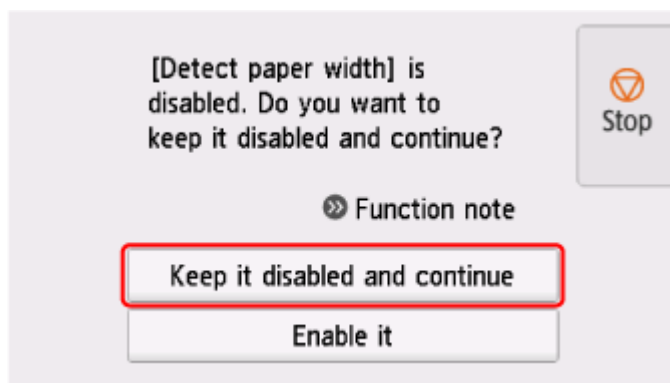 [Detect paper width] is
disabled. Do you want to
keep it disabled and continue?
Stop
Function note
Keep it disabled and continue
Enable it